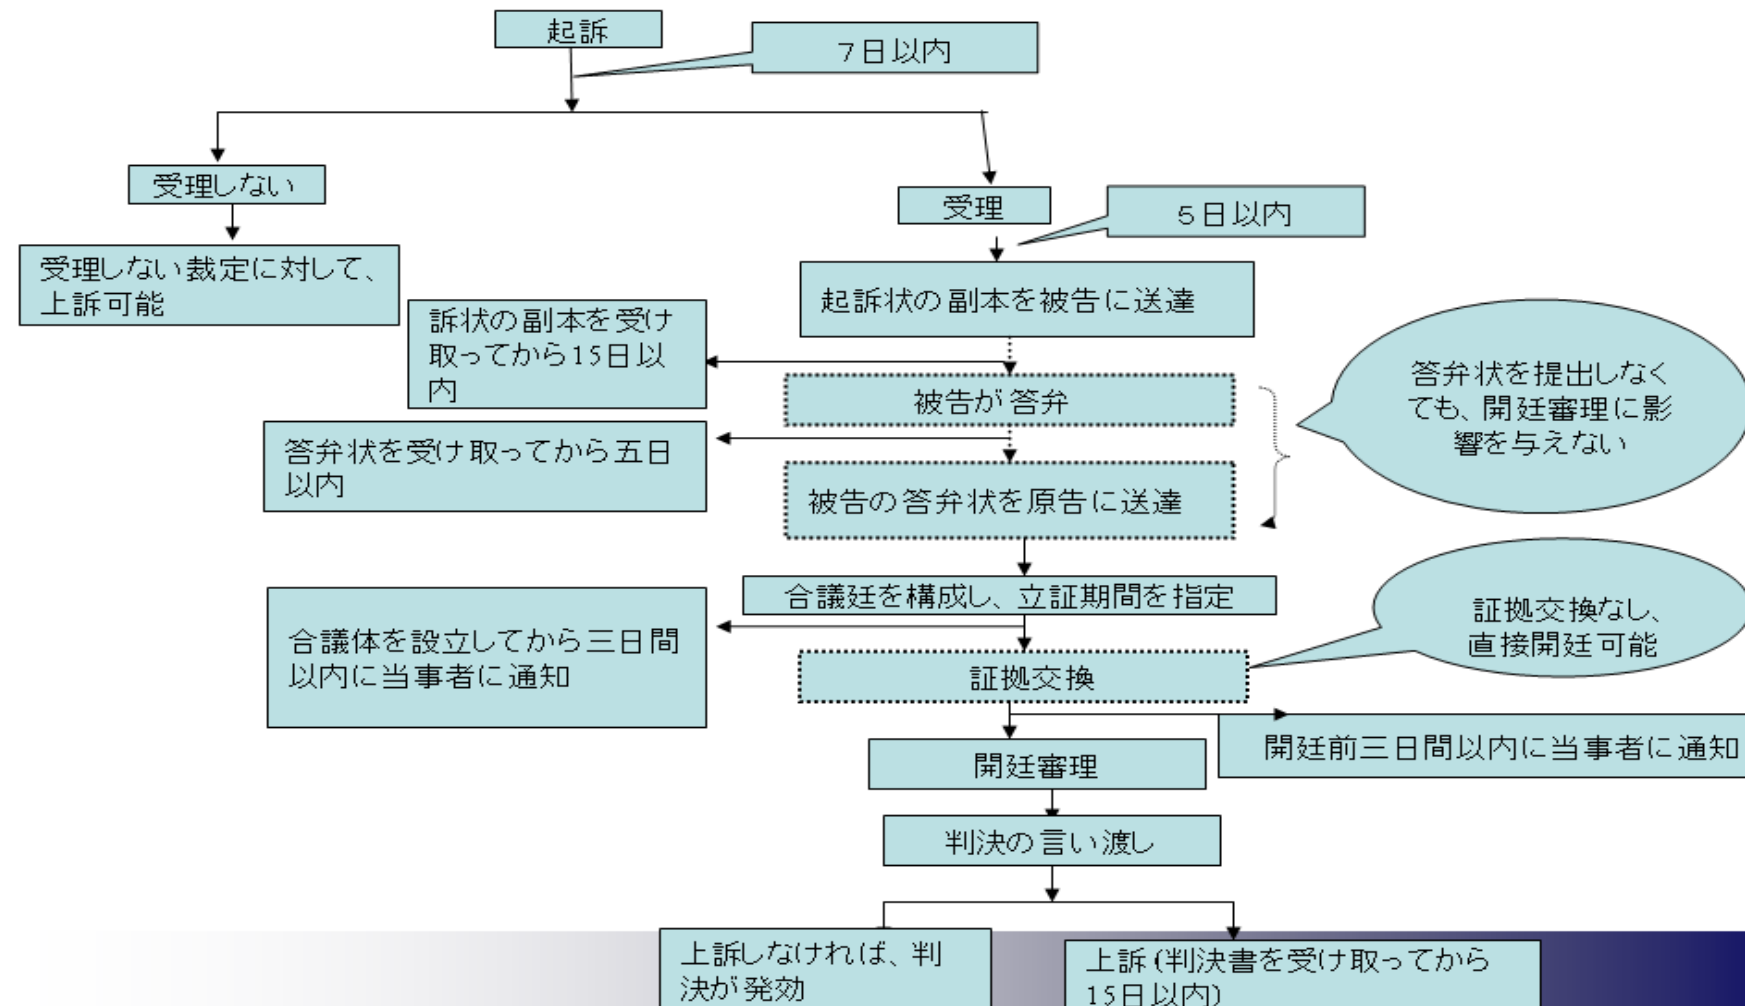 起訴
7日以内
受理しない
受理
5日以内
受理しない裁定に対して、
上訴可能
起訴状の副本を被告に送達
訴状の副本を受け
取ってから15日以
内
被告が答弁
答弁状を提出しなく
ても、開廷審理に影
響を与えない
答弁状を受け取ってから五日
以内
被告の答弁状を原告に送達
合議廷を構成し、立証期間を指定
合議体を設立してから三日間
以内に当事者に通知
証拠交換なし、
直接開廷可能
証拠交換
開廷前三日間以内に当事者に通知
開廷審理
判決の言い渡し
上訴しなければ、判
決が発効
上訴(判決書を受け取ってから
15日以内)